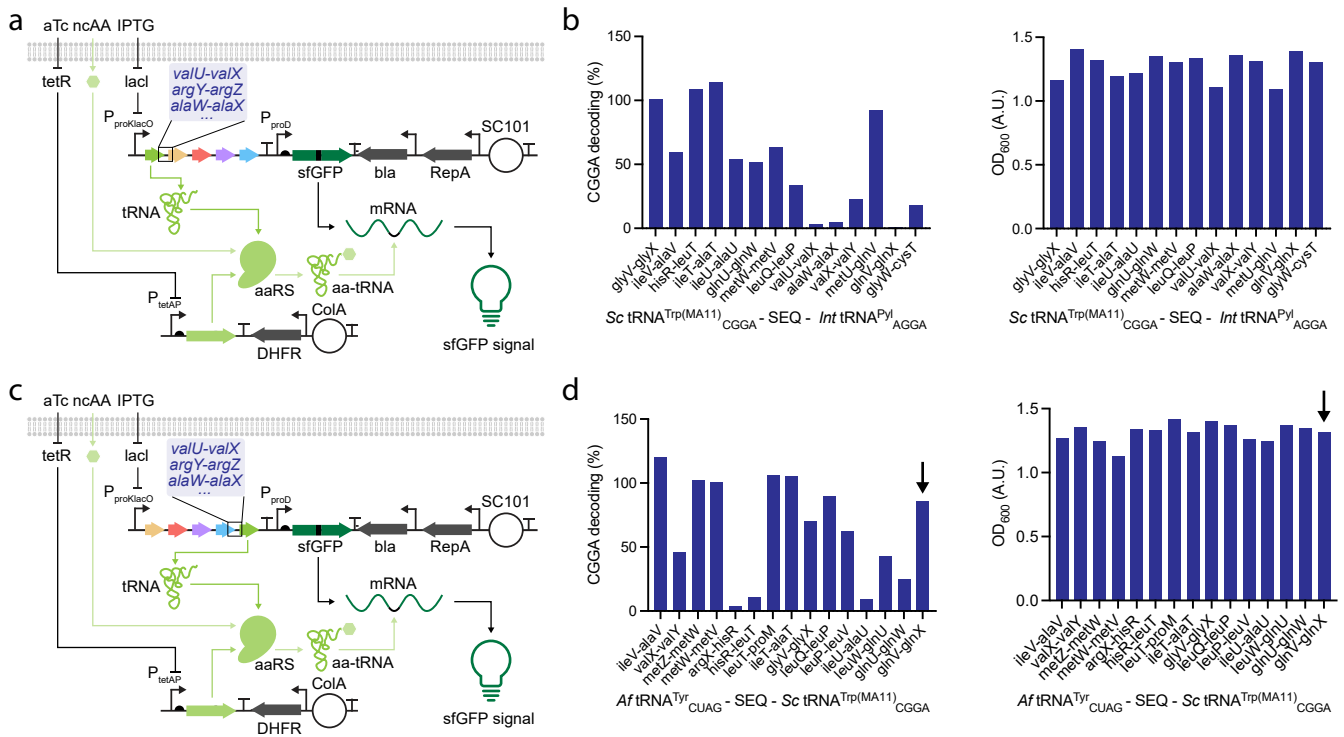 a
aTc ncAA IPTG
tetR
lacI
valU-valX
argY-argZ
alaW-alaX
...
PproKlacO
PproD
SC101
sfGFP
bla
RepA
tRNA
mRNA
aaRS
aa-tRNA
PtetAP
ColA
DHFR
sfGFP signal
b
CGGA decoding (%)
150
100
50
0
glyV-glyX
ileV-alaV
hisR-leuT
ileT-alaT
ileU-alaU
glnU-glnW
metW-metV
leuQ-leuP
valU-valX
alaW-alaX
valX-valY
metU-glnV
glnV-glnX
glyW-cysT
Sc tRNATrp(MA11)CGGA - SEQ - Int tRNAPylAGGA
OD600 (A.U.)
1.5
1.0
0.5
0.0
glyV-glyX
ileV-alaV
hisR-leuT
ileT-alaT
ileU-alaU
glnU-glnW
metW-metV
leuQ-leuP
valU-valX
alaW-alaX
valX-valY
metU-glnV
glnV-glnX
glyW-cysT
Sc tRNATrp(MA11)CGGA - SEQ - Int tRNAPylAGGA
c
aTc ncAA IPTG
tetR
lacI
valU-valX
argY-argZ
alaW-alaX
...
PproKlacO
PproD
SC101
sfGFP
bla
RepA
tRNA
mRNA
aaRS
aa-tRNA
PtetAP
ColA
DHFR
sfGFP signal
d
CGGA decoding (%)
150
100
50
0
ileV-alaV
valX-valY
metZ-metW
metW-metV
argX-hisR
hisR-leuT
leuT-proM
ileT-alaT
glyV-glyX
leuQ-leuP
leuP-leuV
ileU-alaU
leuW-glnU
glnU-glnW
glnV-glnX
Af tRNATyrCUAG - SEQ - Sc tRNATrp(MA11)CGGA
OD600 (A.U.)
1.5
1.0
0.5
0.0
ileV-alaV
valX-valY
metZ-metW
metW-metV
argX-hisR
hisR-leuT
leuT-proM
ileT-alaT
glyV-glyX
leuQ-leuP
leuP-leuV
ileU-alaU
leuW-glnU
glnU-glnW
glnV-glnX
Af tRNATyrCUAG - SEQ - Sc tRNATrp(MA11)CGGA